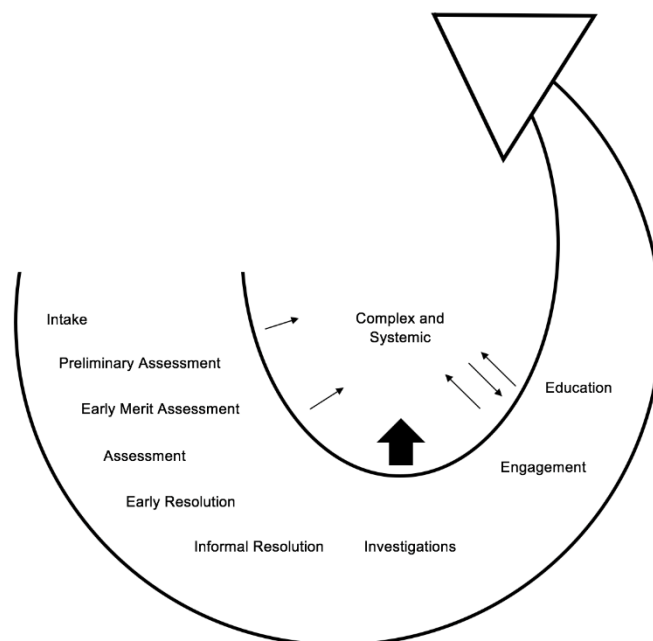 Intake
Complex and
Systemic
Preliminary Assessment
Education
Early Merit Assessment
Assessment
Engagement
Early Resolution
Informal Resolution
Investigations